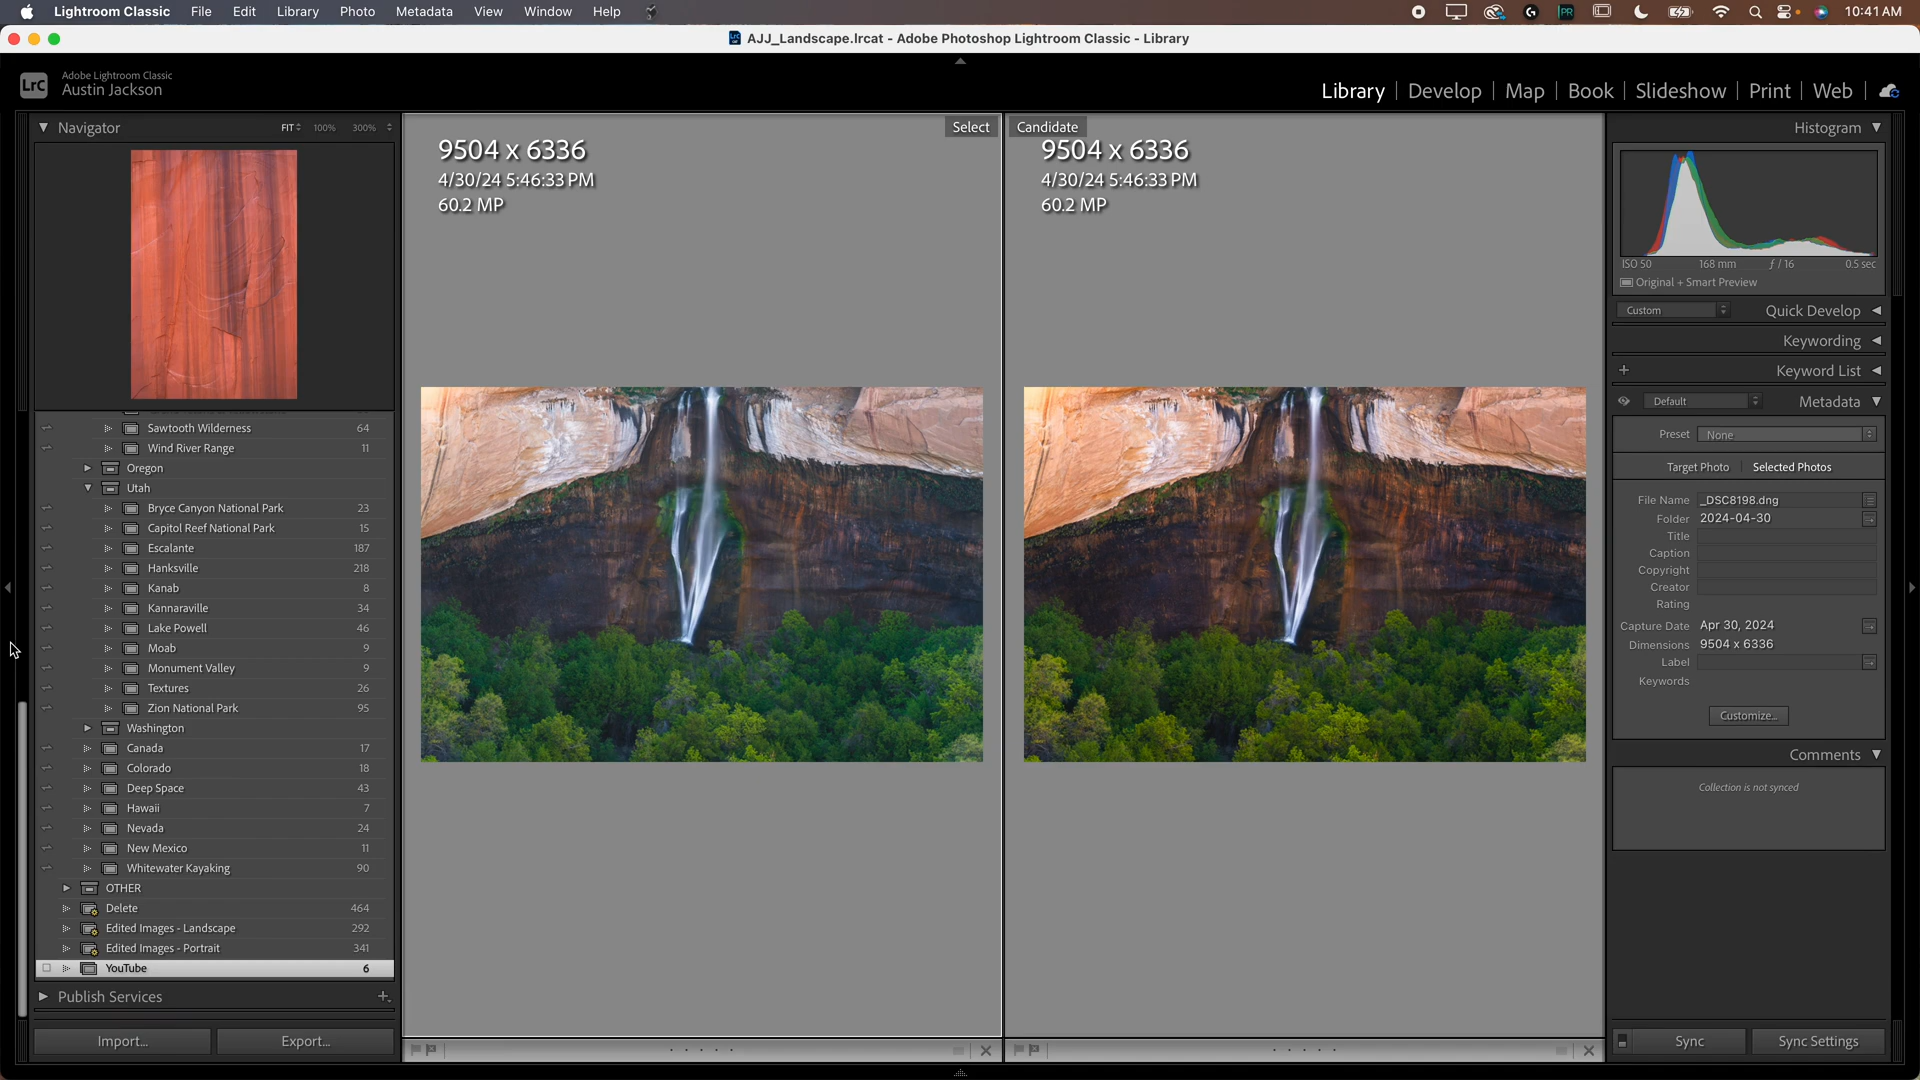 Lightroom Classic File Edit Library Photo Metadata View Window Help 10:41 AM
AJJ_Landscape.lrcat - Adobe Photoshop Lightroom Classic - Library
LrC
Adobe Lightroom Classic
Austin Jackson
Library Develop Map Book Slideshow Print Web
Navigator FIT 100% 300%
Sawtooth Wilderness 64
Wind River Range 11
Oregon
Utah
Bryce Canyon National Park 23
Capitol Reef National Park 15
Escalante 187
Hanksville 218
Kanab 8
Kannaraville 34
Lake Powell 46
Moab 9
Monument Valley 9
Textures 26
Zion National Park 95
Washington
Canada 17
Colorado 18
Deep Space 43
Hawaii 7
Nevada 24
New Mexico 11
Whitewater Kayaking 90
OTHER
Delete 464
Edited Images - Landscape 292
Edited Images - Portrait 341
YouTube 6
Publish Services +
Import... Export...
Select
9504 x 6336
4/30/24 5:46:33 PM
60.2 MP
Candidate
9504 x 6336
4/30/24 5:46:33 PM
60.2 MP
Histogram
ISO 50 168 mm ƒ / 16 0.5 sec
Original + Smart Preview
Custom Quick Develop
Keywording
+ Keyword List
Default Metadata
Preset None
Target Photo Selected Photos
File Name _DSC8198.dng
Folder 2024-04-30
Title
Caption
Copyright
Creator
Rating
Capture Date Apr 30, 2024
Dimensions 9504 x 6336
Label
Keywords
Customize...
Comments
Collection is not synced
Sync Sync Settings